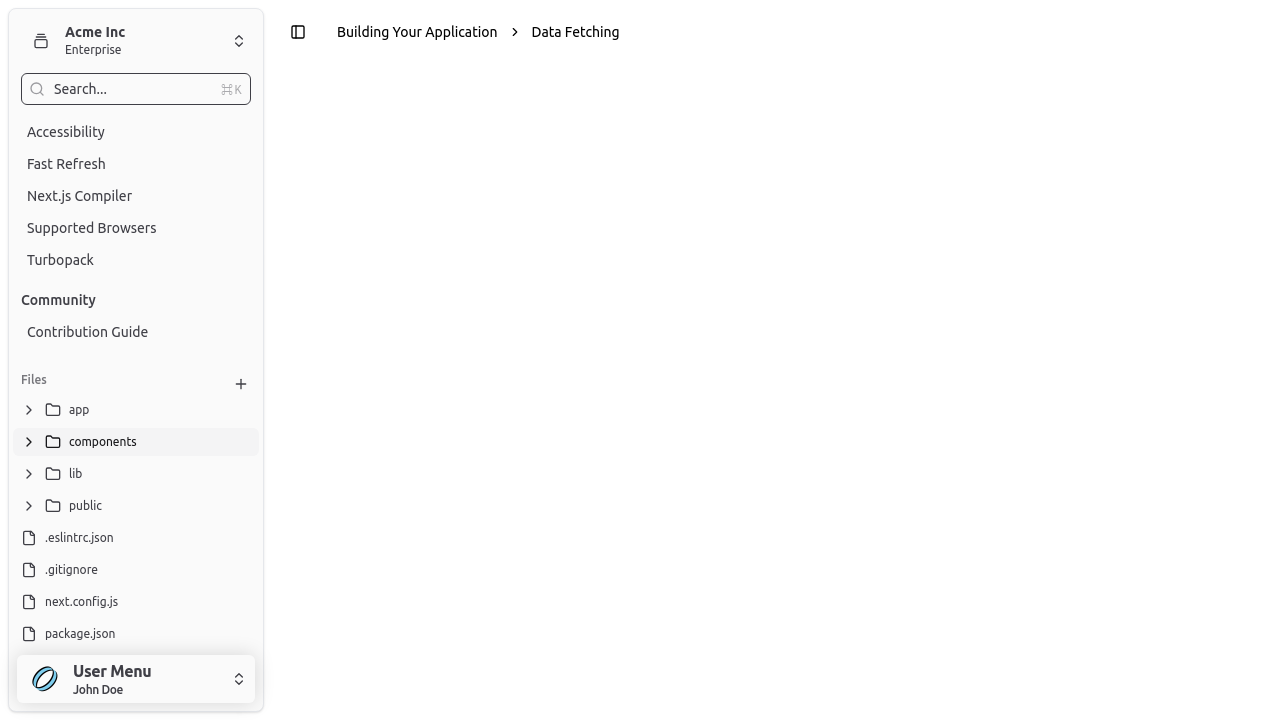 Acme Inc
Enterprise
Search...
⌘K
Accessibility
Fast Refresh
Next.js Compiler
Supported Browsers
Turbopack
Community
Contribution Guide
Files
app
components
lib
public
.eslintrc.json
.gitignore
next.config.js
package.json
User Menu
John Doe
Building Your Application
Data Fetching